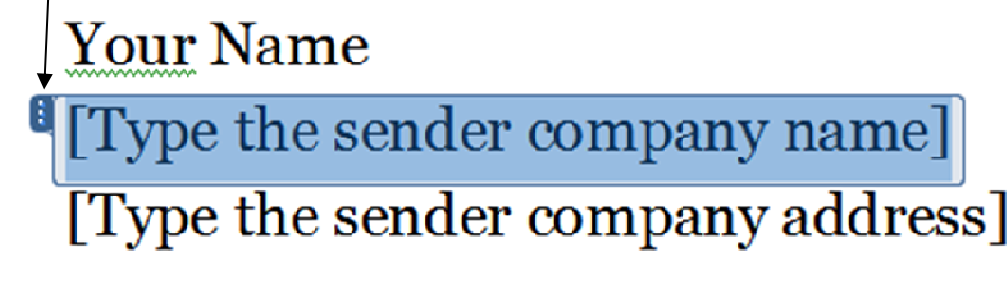 Your Name
[Type the sender company name]
[Type the sender company address]